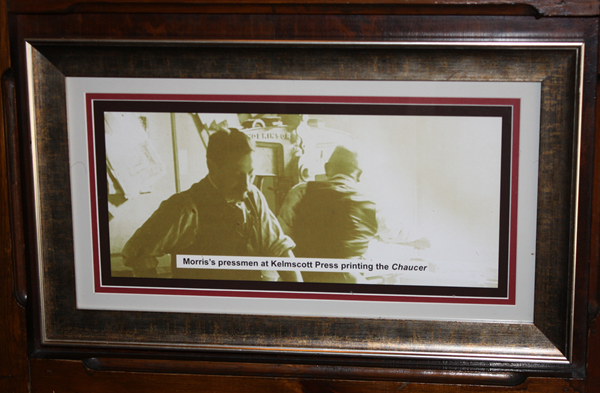 Morris's pressmen at Kelmscott Press printing the Chaucer